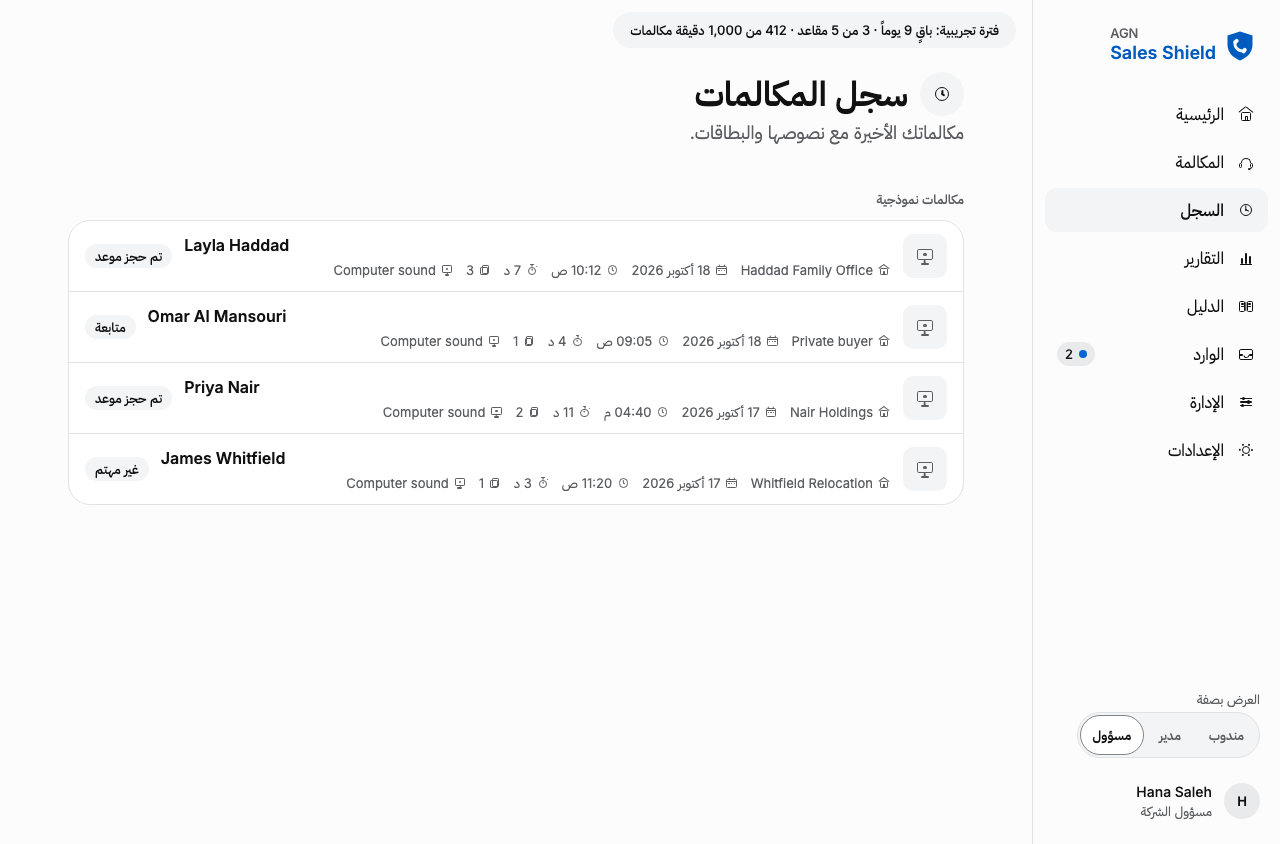 AGN
Sales Shield
الرئيسية
المكالمة
السجل
التقارير
الدليل
الوارد
2
الإدارة
الإعدادات
العرض بصفة
مندوب
مدير
مسؤول
H
Hana Saleh
مسؤول الشركة
فترة تجريبية: باقٍ 9 يوماً · 3 من 5 مقاعد · 412 من 1,000 دقيقة مكالمات
سجل المكالمات
مكالماتك الأخيرة مع نصوصها والبطاقات.
مكالمات نموذجية
Layla Haddad
تم حجز موعد
Haddad Family Office 18 أكتوبر 2026 10:12 ص 7 د 3 Computer sound
Omar Al Mansouri
متابعة
Private buyer 18 أكتوبر 2026 09:05 ص 4 د 1 Computer sound
Priya Nair
تم حجز موعد
Nair Holdings 17 أكتوبر 2026 04:40 م 11 د 2 Computer sound
James Whitfield
غير مهتم
Whitfield Relocation 17 أكتوبر 2026 11:20 ص 3 د 1 Computer sound